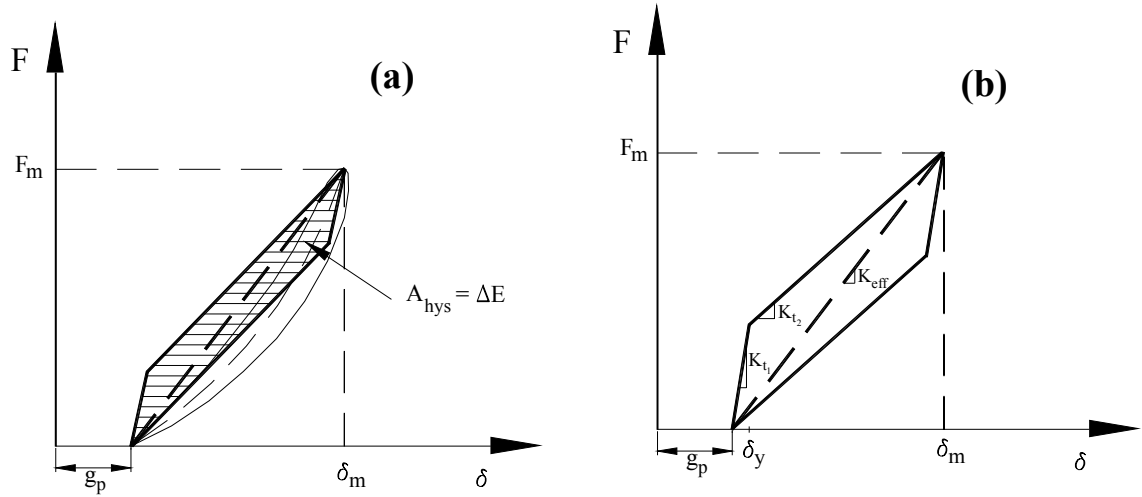 F
(a)
F_m
A_hys = ΔE
g_p
δ_m
δ
F
(b)
F_m
K_eff
K_t₂
K_t₁
g_p
δ_y
δ_m
δ